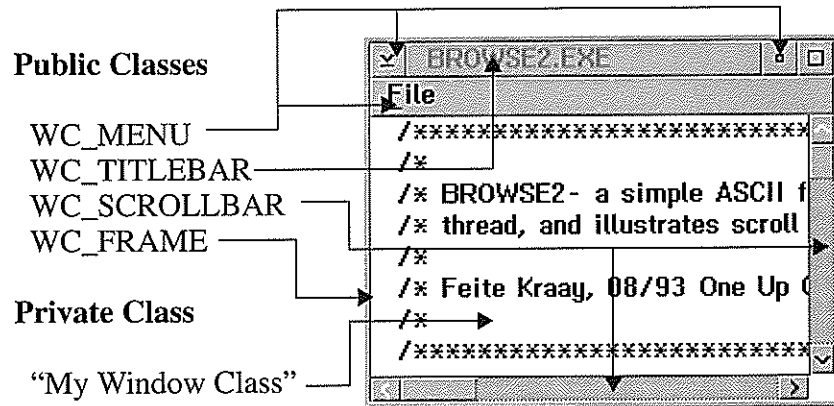 Public Classes
WC_MENU
WC_TITLEBAR
WC_SCROLLBAR
WC_FRAME
Private Class
“My Window Class”
BROWSE2.EXE
File
/***************************
/*
/* BROWSE2- a simple ASCII f
/* thread, and illustrates scroll
/*
/* Feite Kraay, 08/93 One Up
/*
/***************************